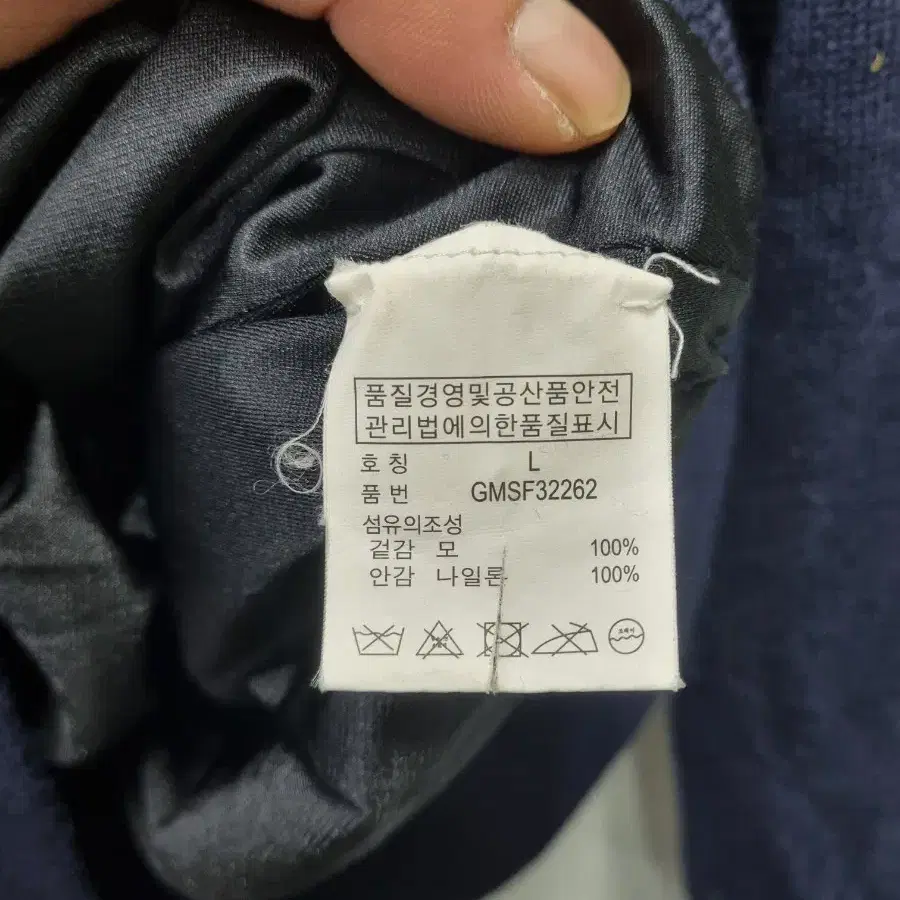 품질경영및공산품안전
관리법에의한품질표시
호 칭 L
품 번 GMSF32262
섬유의조성
겉감 모 100%
안감 나일론 100%